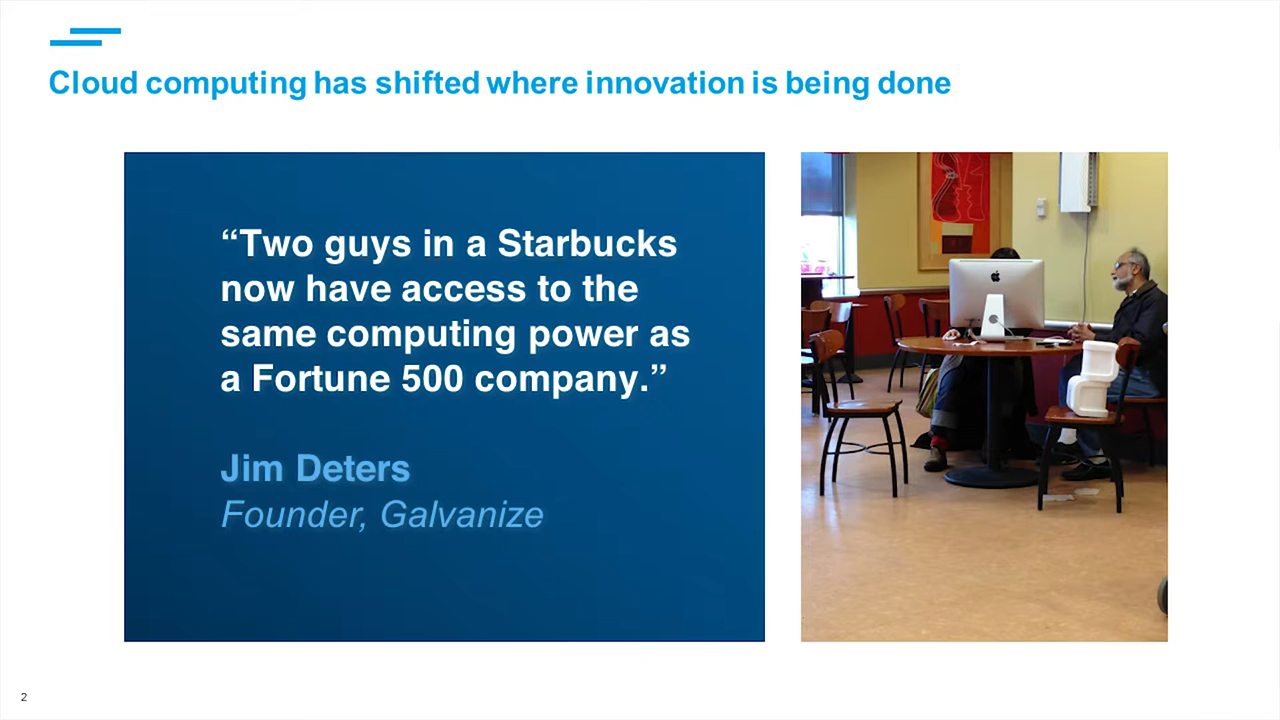 Cloud computing has shifted where innovation is being done
“Two guys in a Starbucks
now have access to the
same computing power as
a Fortune 500 company.”
Jim Deters
Founder, Galvanize
2